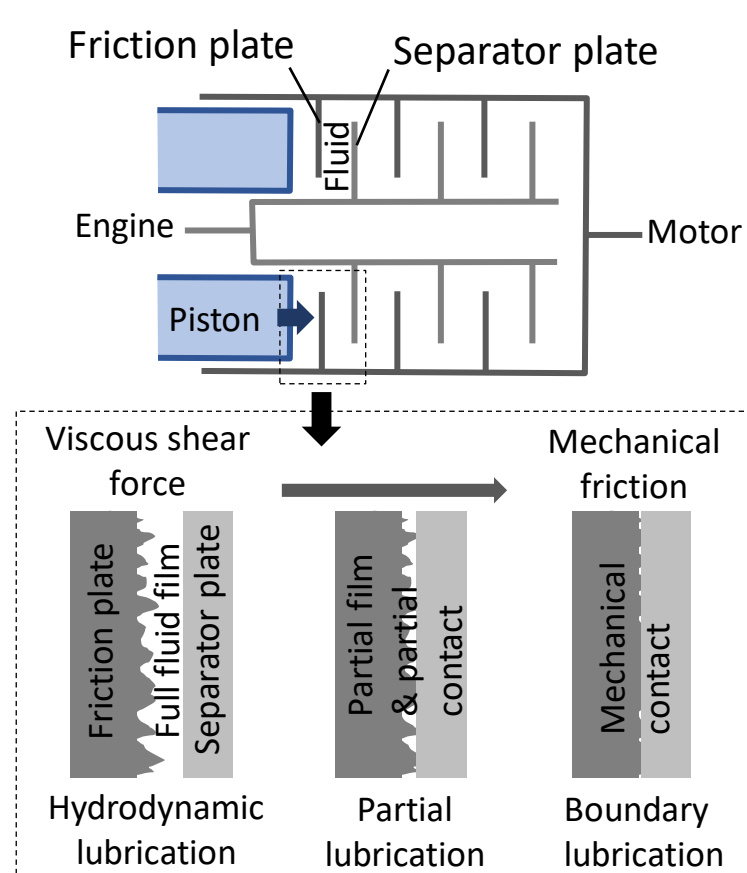 Friction plate
Separator plate
Fluid
Engine
Motor
Piston
Viscous shear
force
Mechanical
friction
Friction plate
Full fluid film
Separator plate
Partial film
& partial
contact
Mechanical
contact
Hydrodynamic
lubrication
Partial
lubrication
Boundary
lubrication